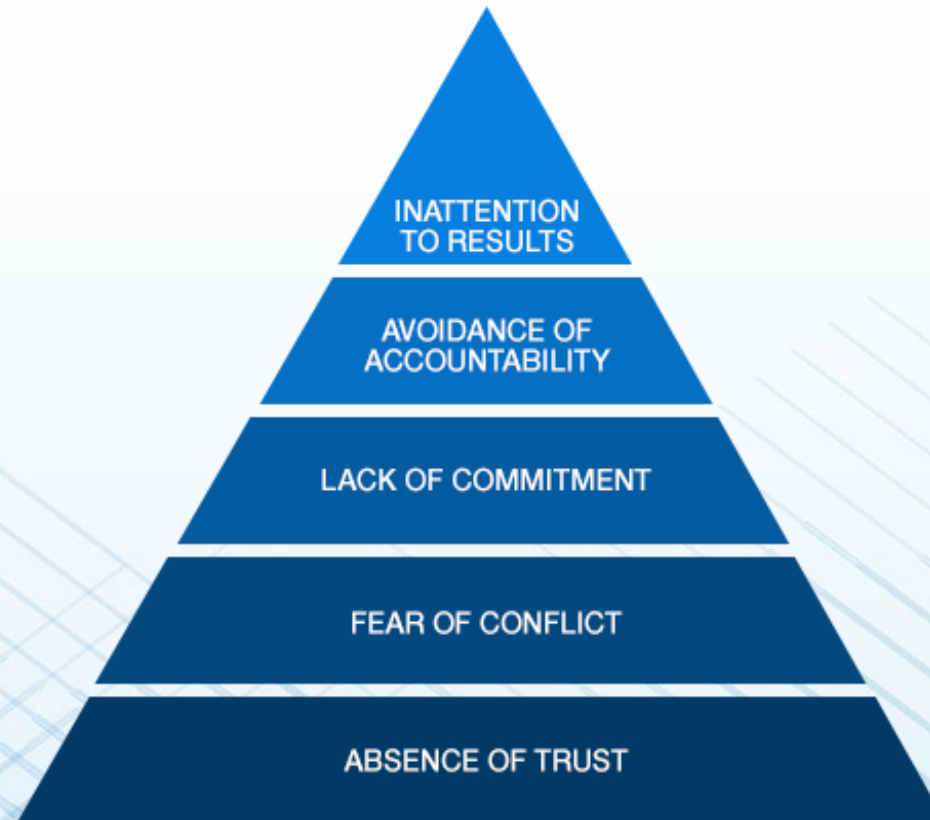 INATTENTION
TO RESULTS
AVOIDANCE OF
ACCOUNTABILITY
LACK OF COMMITMENT
FEAR OF CONFLICT
ABSENCE OF TRUST